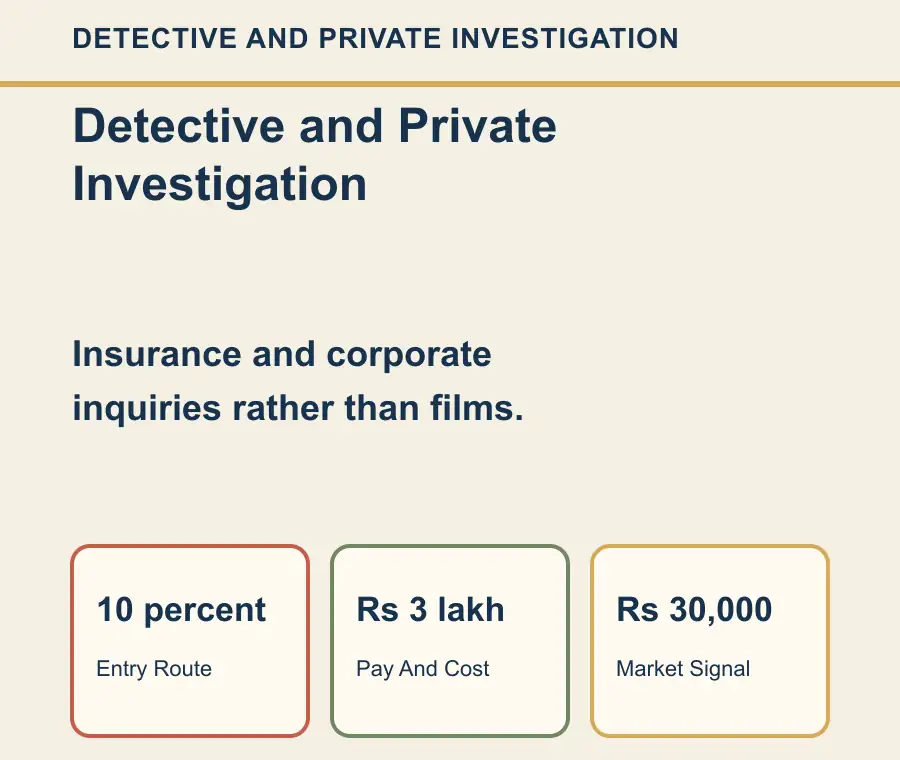 DETECTIVE AND PRIVATE INVESTIGATION
Detective and Private
Investigation
Insurance and corporate
inquiries rather than films.
10 percent
Entry Route
Rs 3 lakh
Pay And Cost
Rs 30,000
Market Signal